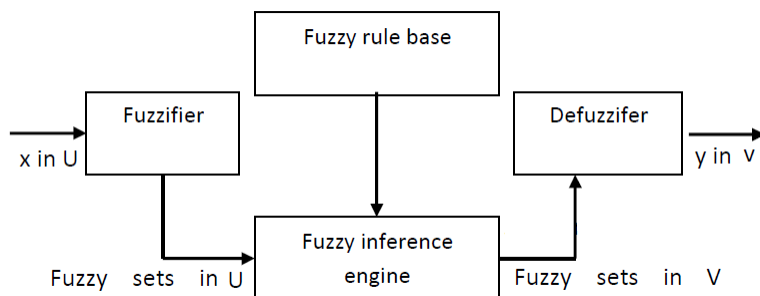 Fuzzy rule base
Fuzzifier
Defuzzifer
x in U
y in v
Fuzzy inference
engine
Fuzzy sets in U
Fuzzy sets in V